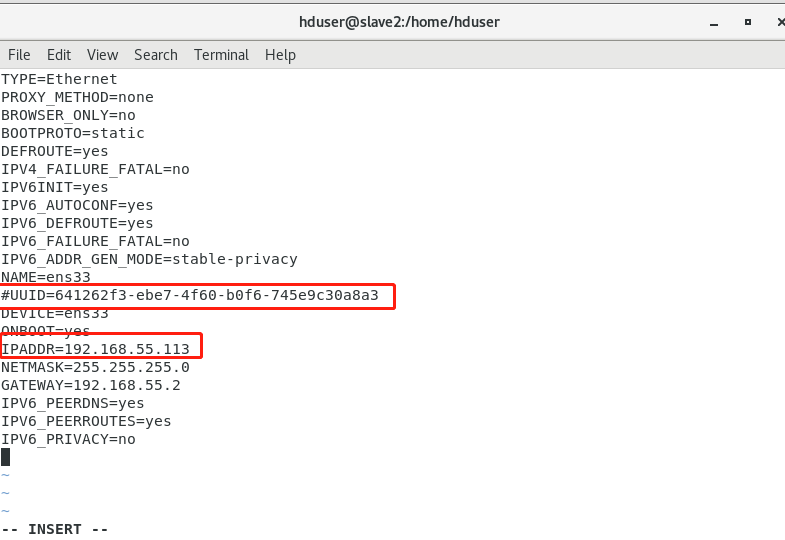 hduser@slave2:/home/hduser
File Edit View Search Terminal Help
TYPE=Ethernet
PROXY_METHOD=none
BROWSER_ONLY=no
BOOTPROTO=static
DEFROUTE=yes
IPV4_FAILURE_FATAL=no
IPV6INIT=yes
IPV6_AUTOCONF=yes
IPV6_DEFROUTE=yes
IPV6_FAILURE_FATAL=no
IPV6_ADDR_GEN_MODE=stable-privacy
NAME=ens33
#UUID=641262f3-ebe7-4f60-b0f6-745e9c30a8a3
DEVICE=ens33
ONBOOT=yes
IPADDR=192.168.55.113
NETMASK=255.255.255.0
GATEWAY=192.168.55.2
IPV6_PEERDNS=yes
IPV6_PEERROUTES=yes
IPV6_PRIVACY=no
~
~
~
-- INSERT --